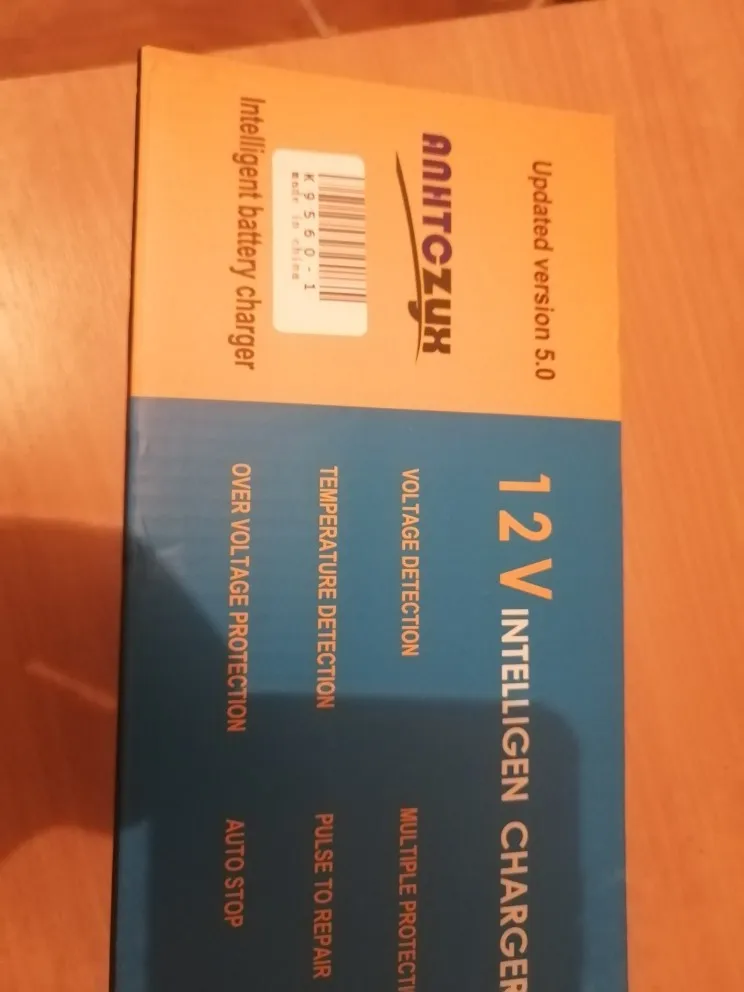 Updated version 5.0
ANHTCZYX
K9560-1
made in china
Intelligent battery charger
12V INTELLIGEN CHARGER
VOLTAGE DETECTION
MULTIPLE PROTECTI
TEMPERATURE DETECTION
PULSE TO REPAIR
OVER VOLTAGE PROTECTION
AUTO STOP